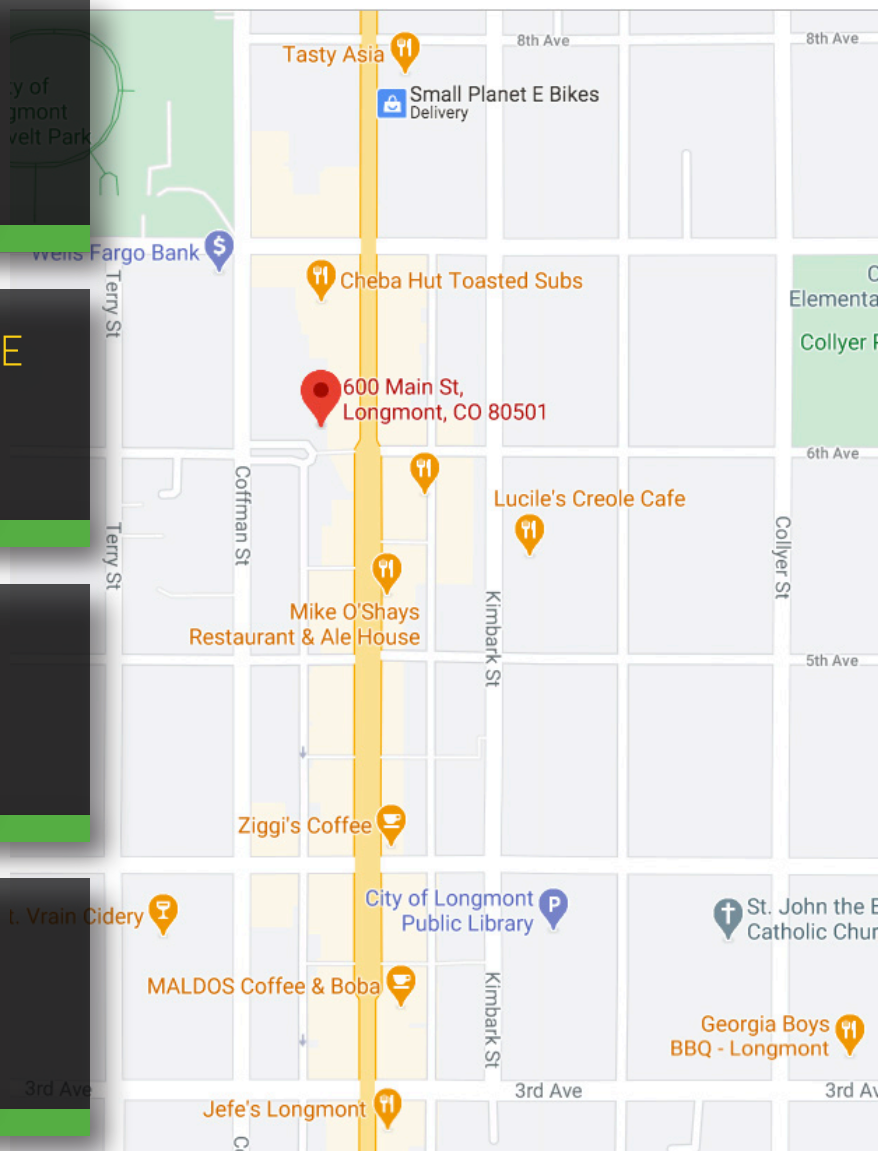 Tasty Asia
8th Ave
8th Ave
Small Planet E Bikes
Delivery
y of
gmont
velt Park
Wells Fargo Bank
Terry St
Cheba Hut Toasted Subs
Elementa
Collyer
E
600 Main St,
Longmont, CO 80501
6th Ave
Coffman St
Lucile's Creole Cafe
Terry St
Collyer St
Mike O'Shays
Restaurant & Ale House
Kimbark St
5th Ave
Ziggi's Coffee
City of Longmont
Public Library
P
St. John the
Catholic Chur
t. Vrain Cidery
MALDOS Coffee & Boba
Kimbark St
Georgia Boys
BBQ - Longmont
3rd Ave
3rd Ave
3rd Av
Jefe's Longmont